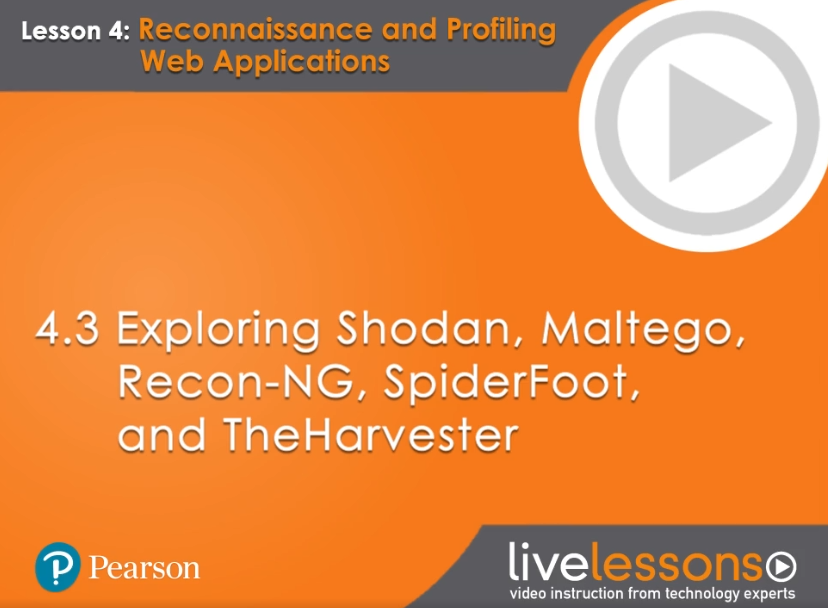 Lesson 4: Reconnaissance and Profiling
Web Applications
4.3 Exploring Shodan, Maltego,
Recon-NG, SpiderFoot,
and TheHarvester
P Pearson
livelessons
video instruction from technology experts